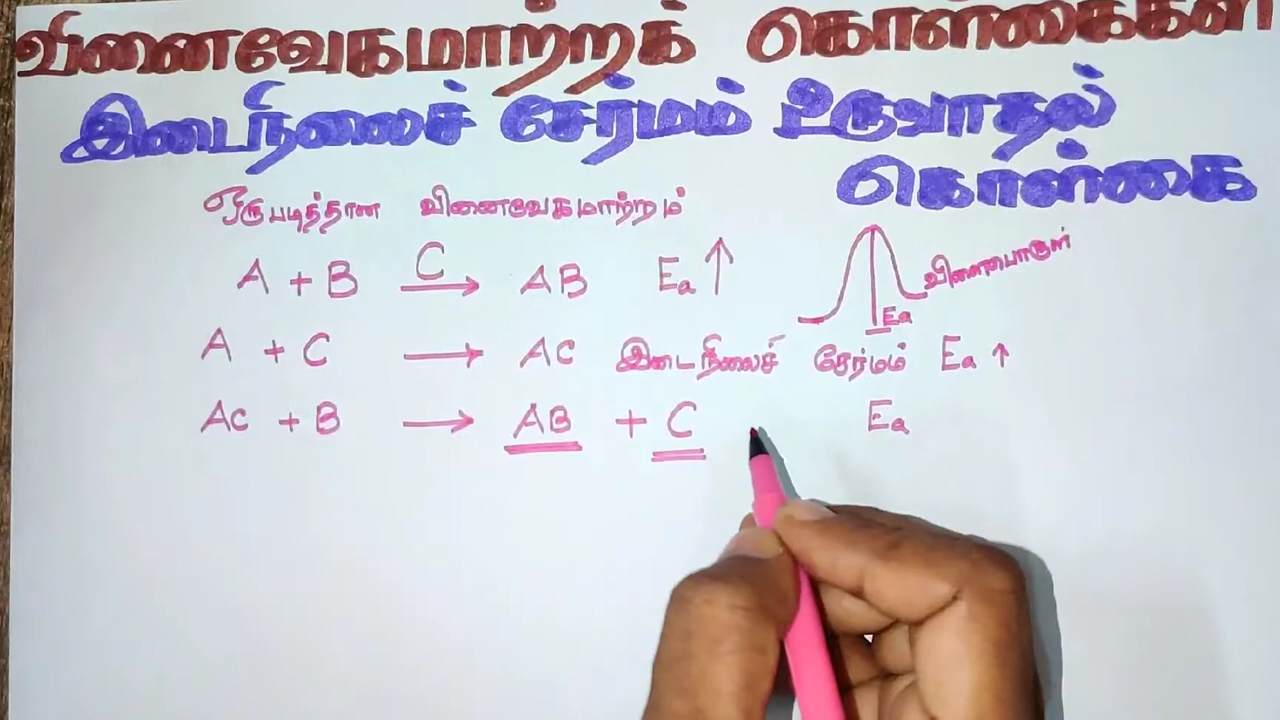 வினைவேகமாற்றக் கொள்கைகள்
இடைநிலைச் சேர்மம் உருவாதல்
கொள்கை
ஒருபடித்தான வினைவேகமாற்றம்
A + B C → AB Ea ↑
வினைபொருள்
Ea
A + C → AC இடைநிலைச் சேர்மம் Ea ↑
AC + B → AB + C Ea